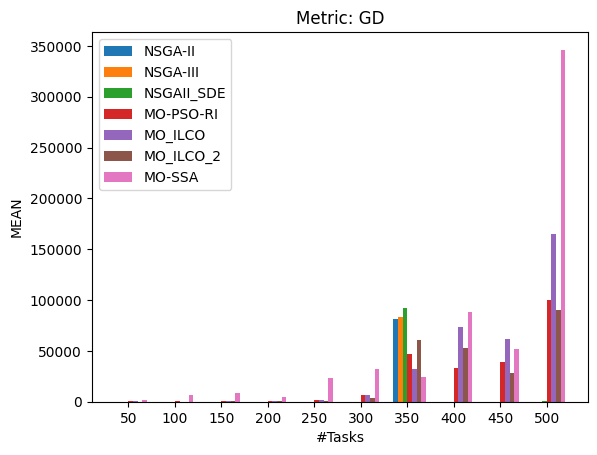 Metric: GD
350000
300000
250000
200000
150000
100000
50000
0
MEAN
NSGA-II
NSGA-III
NSGAII_SDE
MO-PSO-RI
MO_ILCO
MO_ILCO_2
MO-SSA
50 100 150 200 250 300 350 400 450 500
#Tasks